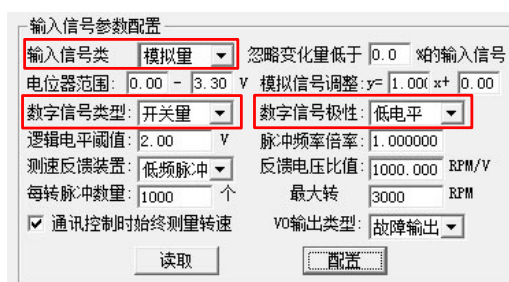 输入信号参数配置
输入信号类 模拟量 忽略变化量低于 0.0 %的输入信号
电位器范围: 0.00 - 3.30 V 模拟信号调整:y= 1.00( x+ 0.00
数字信号类型: 开关量 数字信号极性: 低电平
逻辑电平阈值: 2.00 V 脉冲频率倍率: 1.000000
测速反馈装置: 低频脉冲 反馈电压比值: 1000.000 RPM/V
每转脉冲数量: 1000 个 最大转 3000 RPM
通讯控制时始终测量转速 VO输出类型: 故障输出
读取 配置